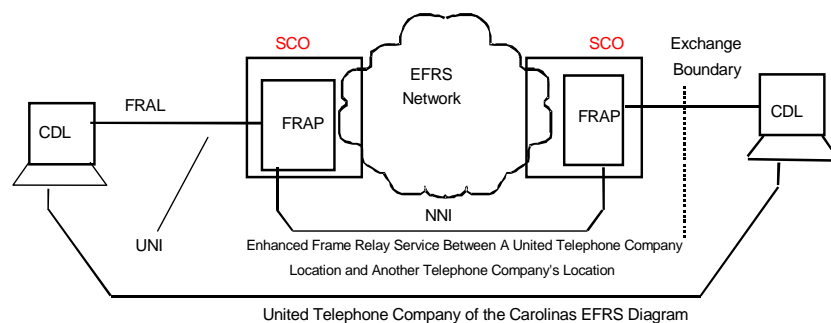 SCO
SCO
Exchange
Boundary
EFRS
Network
FRAL
CDL
FRAP
FRAP
CDL
UNI
NNI
Enhanced Frame Relay Service Between A United Telephone Company
Location and Another Telephone Company's Location
United Telephone Company of the Carolinas EFRS Diagram